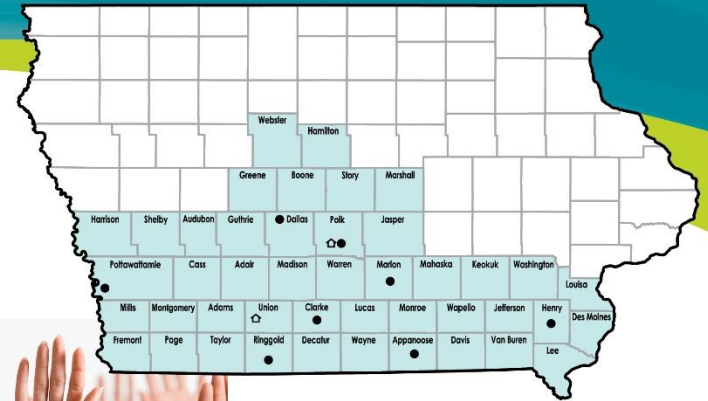 Webster
Hamilton
Greene Boone Story Marshall
Harrison Shelby Audubon Guthrie Dallas Polk Jasper
Pottawattamie Cass Adair Madison Warren Marion Mahaska Keokuk Washington
Louisa
Mills Montgomery Adams Union Clarke Lucas Monroe Wapello Jefferson Henry Des Moines
Fremont Page Taylor Ringgold Decatur Wayne Appanoose Davis Van Buren Lee